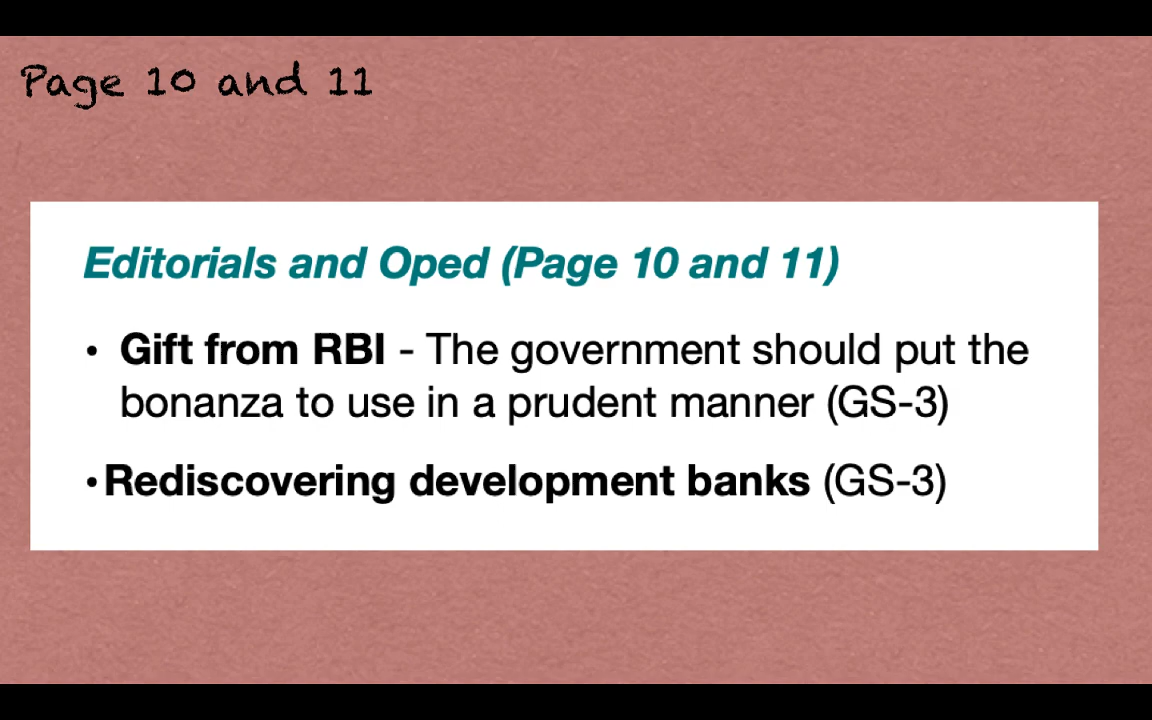 Page 10 and 11
Editorials and Oped (Page 10 and 11)
• Gift from RBI - The government should put the
bonanza to use in a prudent manner (GS-3)
•Rediscovering development banks (GS-3)